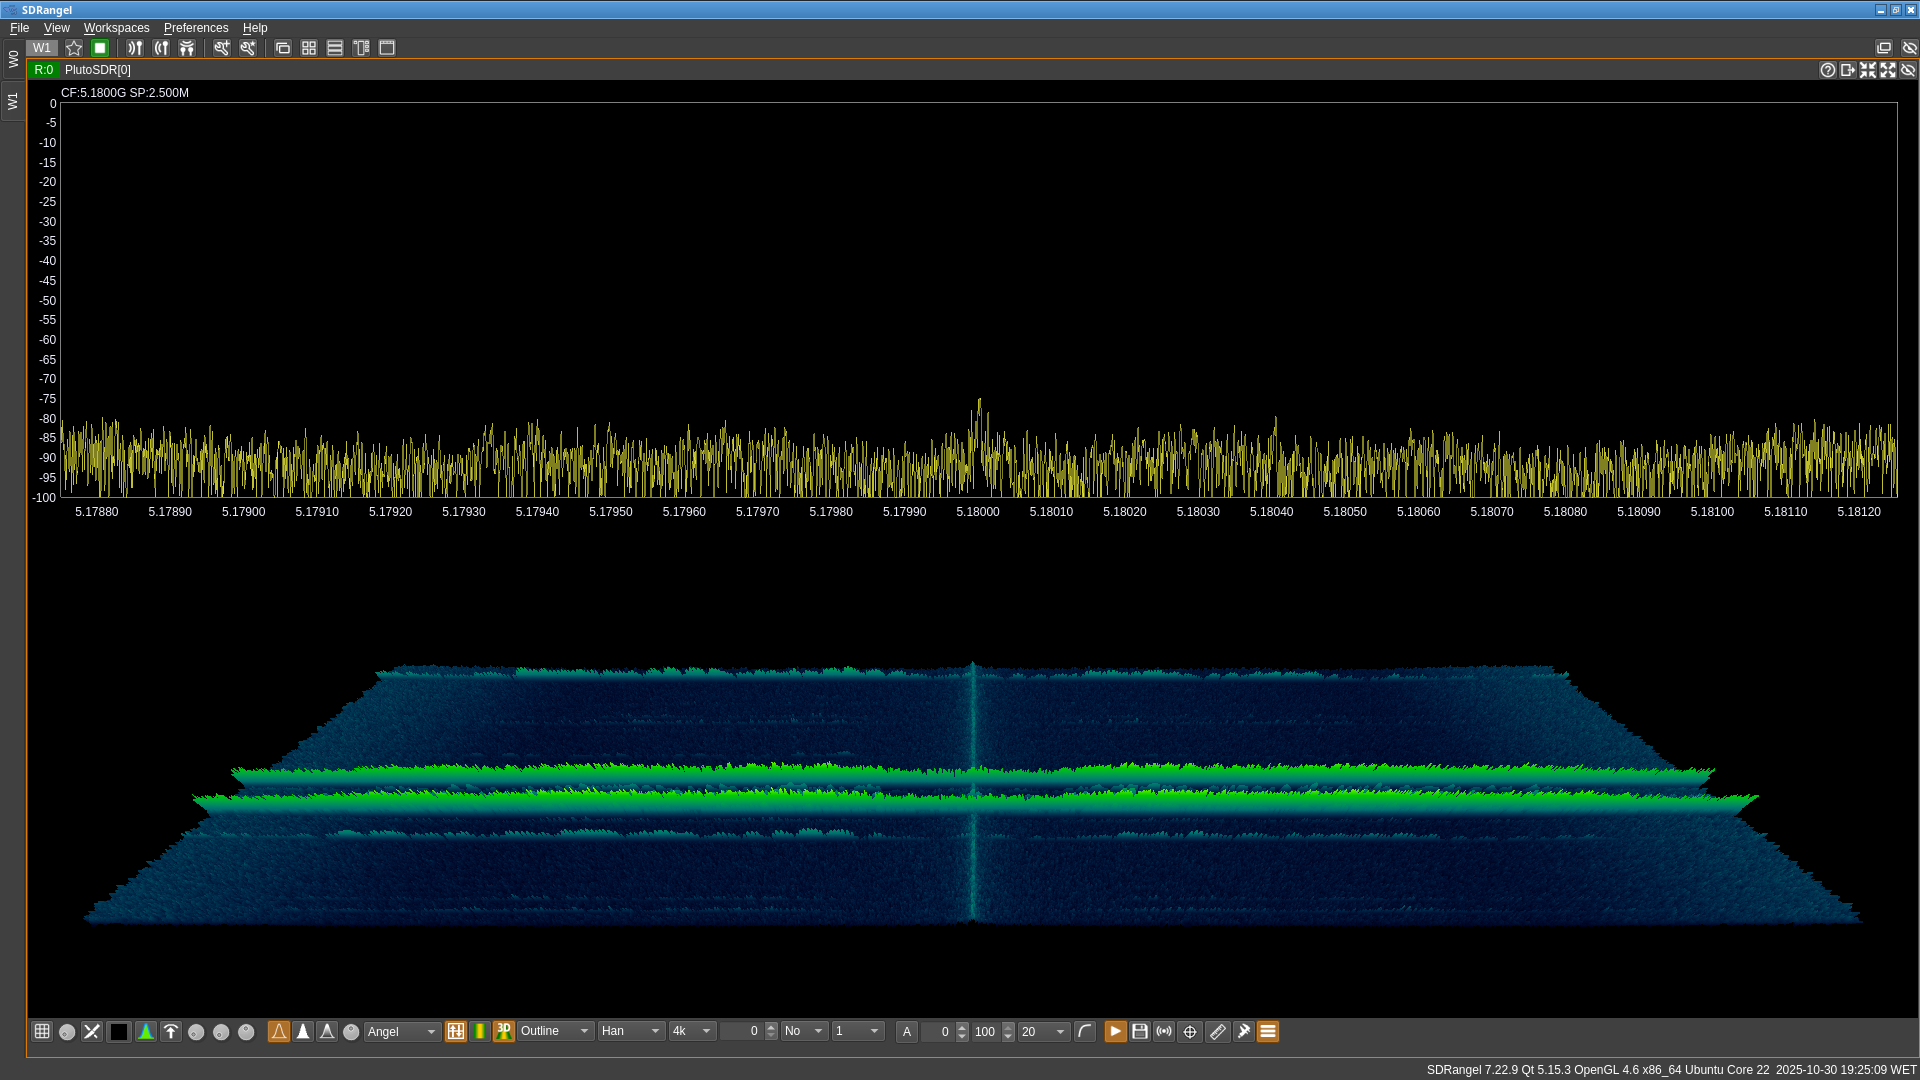 SDRangel
File View Workspaces Preferences Help
W0
W1
W1
R:0 PlutoSDR[0]
CF:5.1800G SP:2.500M
0
-5
-10
-15
-20
-25
-30
-35
-40
-45
-50
-55
-60
-65
-70
-75
-80
-85
-90
-95
-100
5.17880 5.17890 5.17900 5.17910 5.17920 5.17930 5.17940 5.17950 5.17960 5.17970 5.17980 5.17990 5.18000 5.18010 5.18020 5.18030 5.18040 5.18050 5.18060 5.18070 5.18080 5.18090 5.18100 5.18110 5.18120
Angel 3D Outline Han 4k 0 No 1 A 0 100 20
SDRangel 7.22.9 Qt 5.15.3 OpenGL 4.6 x86_64 Ubuntu Core 22 2025-10-30 19:25:09 WET